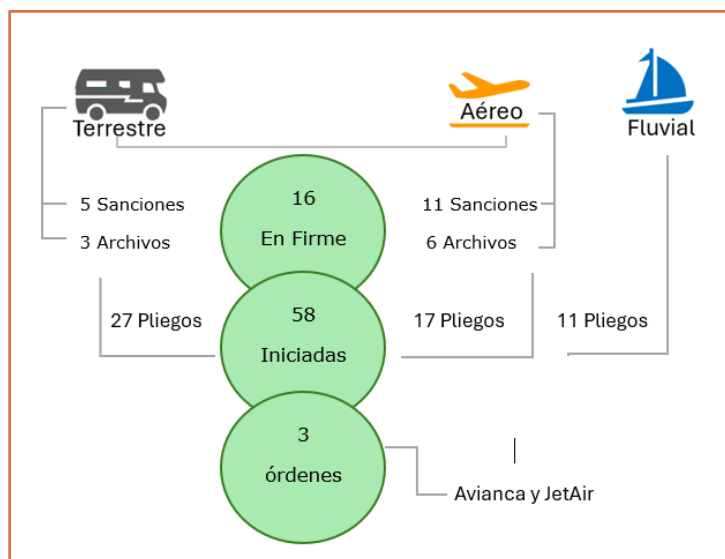 Terrestre
Aéreo
Fluvial
5 Sanciones
3 Archivos
16
En Firme
11 Sanciones
6 Archivos
27 Pliegos
58
Iniciadas
17 Pliegos
11 Pliegos
3
órdenes
Avianca y JetAir